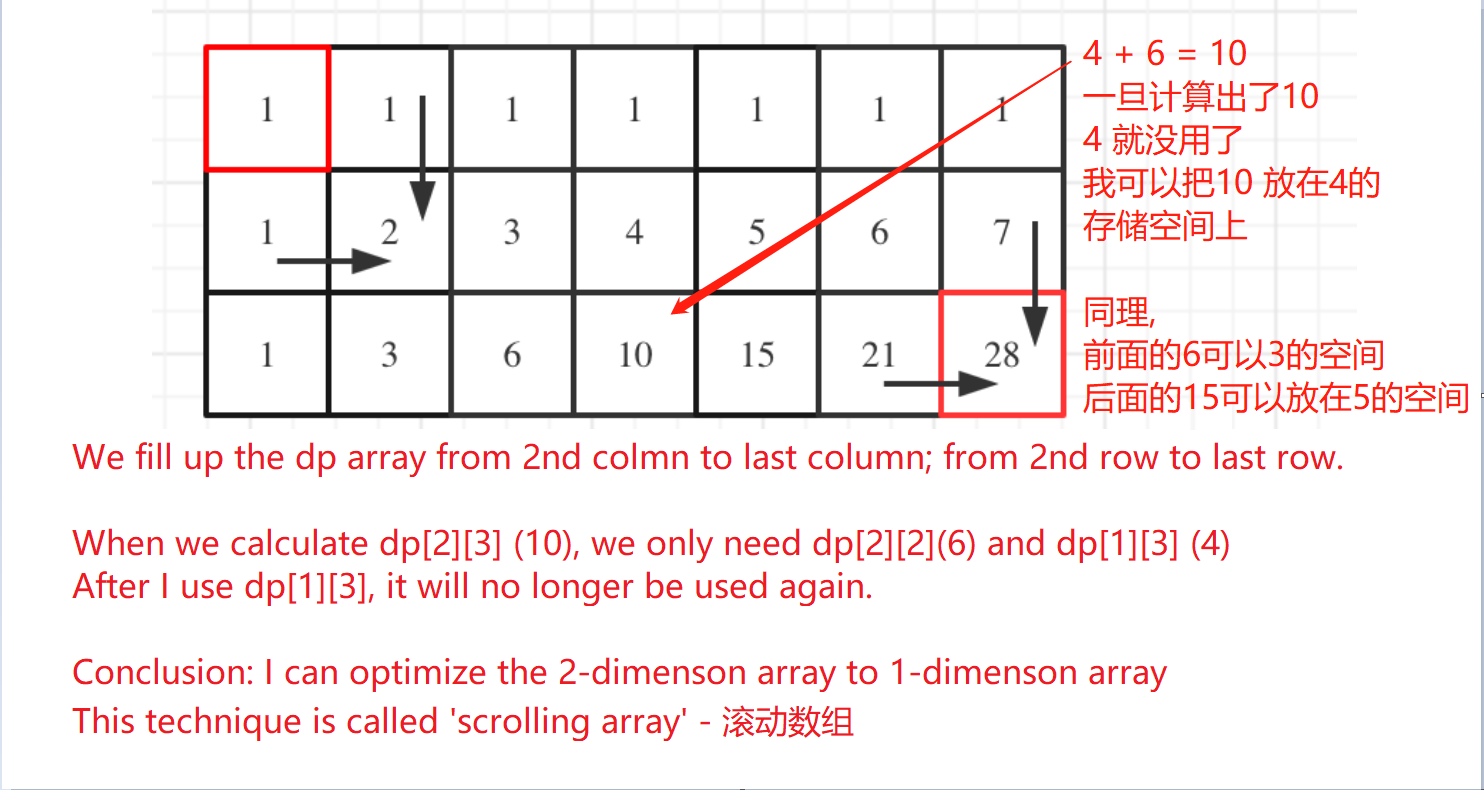 1 1 1 1 1 1 1
1 2 3 4 5 6 7
1 3 6 10 15 21 28
4 + 6 = 10
一旦计算出了10
4 就没用了
我可以把10 放在4的
存储空间上
同理,
前面的6可以3的空间
后面的15可以放在5的空间
We fill up the dp array from 2nd colmn to last column; from 2nd row to last row.
When we calculate dp[2][3] (10), we only need dp[2][2](6) and dp[1][3] (4)
After I use dp[1][3], it will no longer be used again.
Conclusion: I can optimize the 2-dimenson array to 1-dimenson array
This technique is called 'scrolling array' - 滚动数组